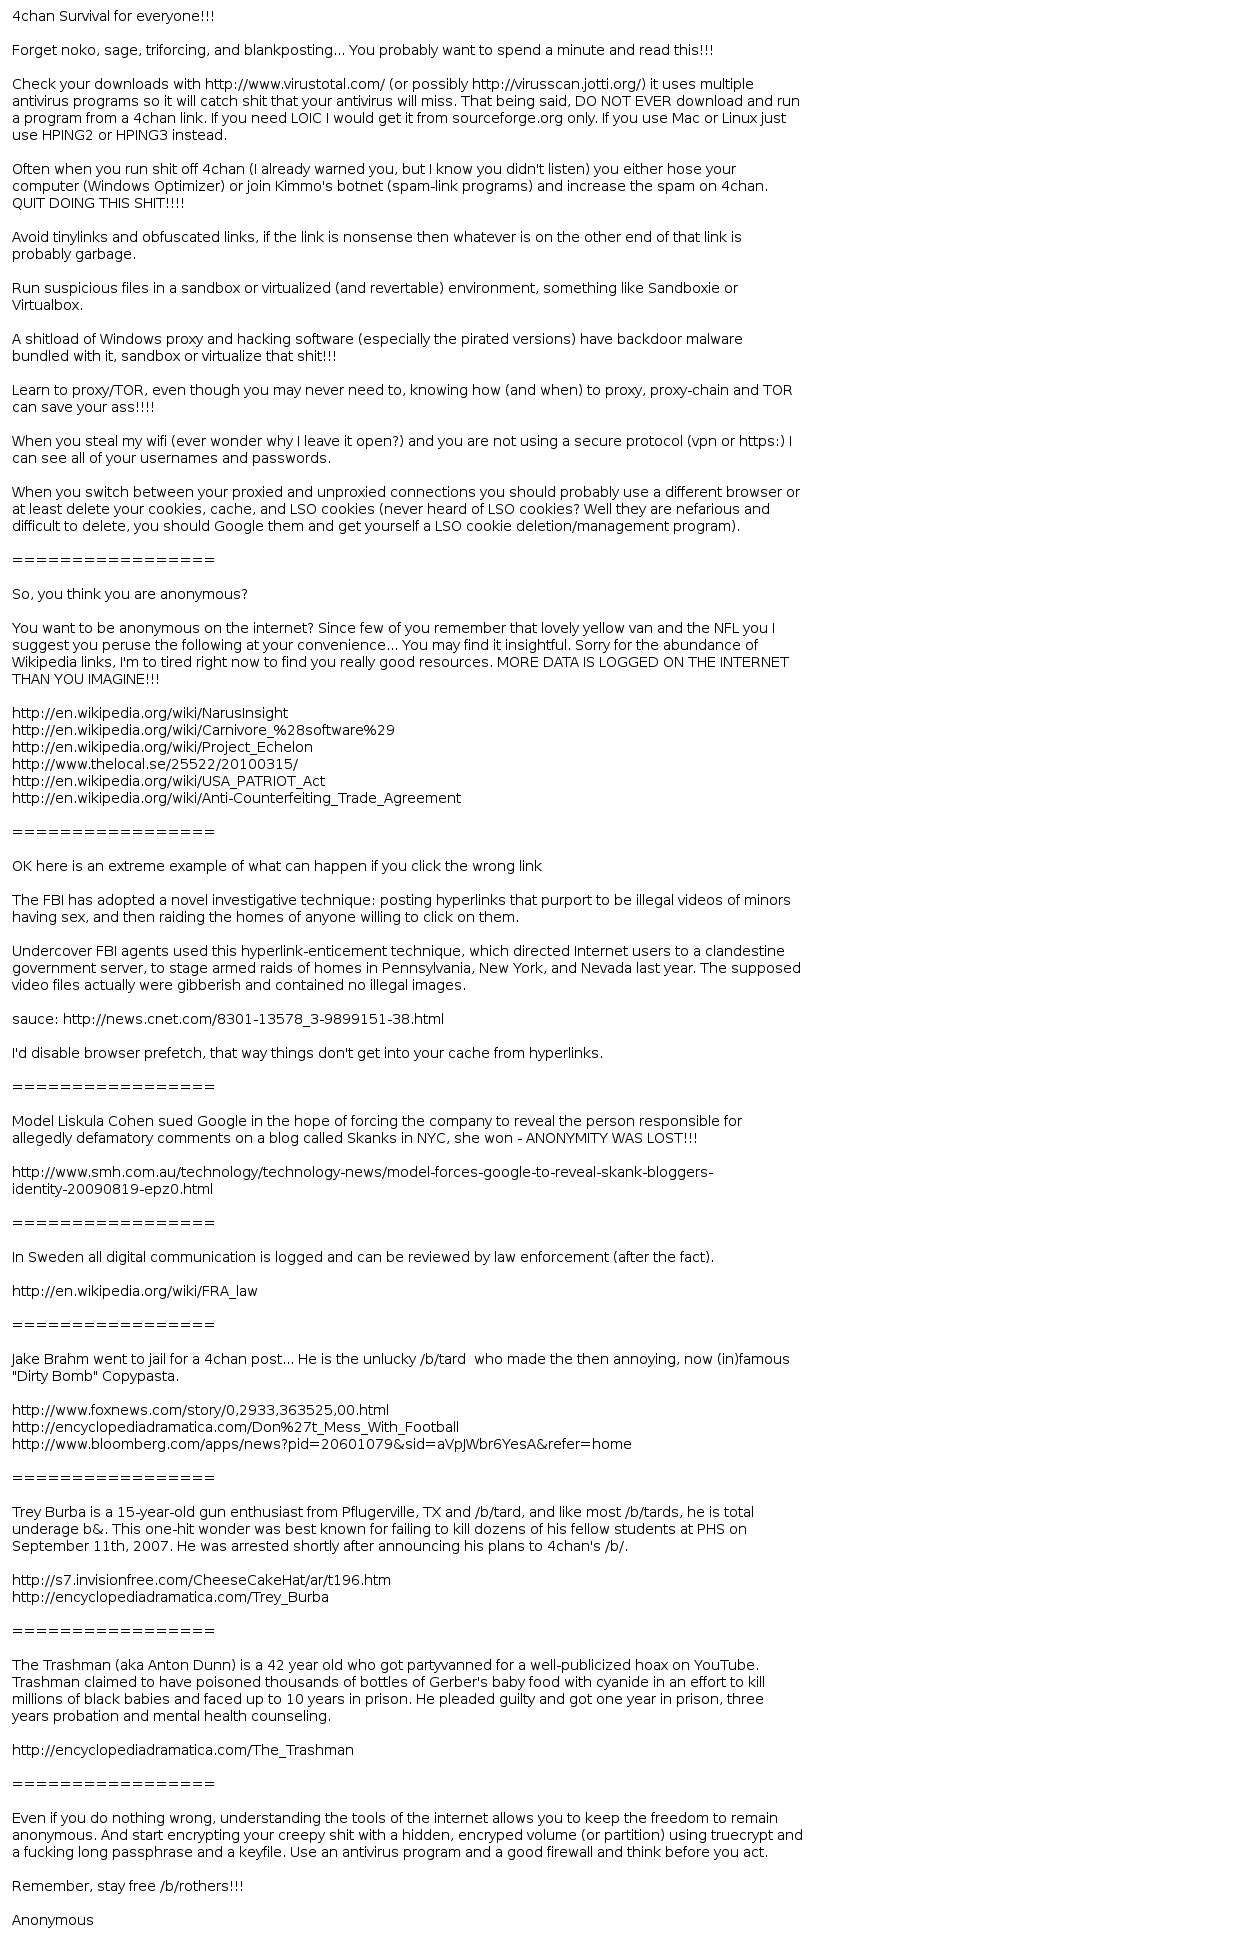 4chan Survival for everyone!!!
Forget noko, sage, triforcing, and blankposting... You probably want to spend a minute and read this!!!
Check your downloads with http://www.virustotal.com/ (or possibly http://virusscan.jotti.org/) it uses multiple
antivirus programs so it will catch shit that your antivirus will miss. That being said, DO NOT EVER download and run
a program from a 4chan link. If you need LOIC I would get it from sourceforge.org only. If you use Mac or Linux just
use HPING2 or HPING3 instead.
Often when you run shit off 4chan (I already warned you, but I know you didn't listen) you either hose your
computer (Windows Optimizer) or join Kimmo's botnet (spam-link programs) and increase the spam on 4chan.
QUIT DOING THIS SHIT!!!!
Avoid tinylinks and obfuscated links, if the link is nonsense then whatever is on the other end of that link is
probably garbage.
Run suspicious files in a sandbox or virtualized (and revertable) environment, something like Sandboxie or
Virtualbox.
A shitload of Windows proxy and hacking software (especially the pirated versions) have backdoor malware
bundled with it, sandbox or virtualize that shit!!!
Learn to proxy/TOR, even though you may never need to, knowing how (and when) to proxy, proxy-chain and TOR
can save your ass!!!!
When you steal my wifi (ever wonder why I leave it open?) and you are not using a secure protocol (vpn or https:) I
can see all of your usernames and passwords.
When you switch between your proxied and unproxied connections you should probably use a different browser or
at least delete your cookies, cache, and LSO cookies (never heard of LSO cookies? Well they are nefarious and
difficult to delete, you should Google them and get yourself a LSO cookie deletion/management program).
=================
So, you think you are anonymous?
You want to be anonymous on the internet? Since few of you remember that lovely yellow van and the NFL you I
suggest you peruse the following at your convenience... You may find it insightful. Sorry for the abundance of
Wikipedia links, I'm to tired right now to find you really good resources. MORE DATA IS LOGGED ON THE INTERNET
THAN YOU IMAGINE!!!
http://en.wikipedia.org/wiki/NarusInsight
http://en.wikipedia.org/wiki/Carnivore_%28software%29
http://en.wikipedia.org/wiki/Project_Echelon
http://www.thelocal.se/25522/20100315/
http://en.wikipedia.org/wiki/USA_PATRIOT_Act
http://en.wikipedia.org/wiki/Anti-Counterfeiting_Trade_Agreement
=================
OK here is an extreme example of what can happen if you click the wrong link
The FBI has adopted a novel investigative technique: posting hyperlinks that purport to be illegal videos of minors
having sex, and then raiding the homes of anyone willing to click on them.
Undercover FBI agents used this hyperlink-enticement technique, which directed Internet users to a clandestine
government server, to stage armed raids of homes in Pennsylvania, New York, and Nevada last year. The supposed
video files actually were gibberish and contained no illegal images.
sauce: http://news.cnet.com/8301-13578_3-9899151-38.html
I'd disable browser prefetch, that way things don't get into your cache from hyperlinks.
=================
Model Liskula Cohen sued Google in the hope of forcing the company to reveal the person responsible for
allegedly defamatory comments on a blog called Skanks in NYC, she won - ANONYMITY WAS LOST!!!
http://www.smh.com.au/technology/technology-news/model-forces-google-to-reveal-skank-bloggers-
identity-20090819-epz0.html
=================
In Sweden all digital communication is logged and can be reviewed by law enforcement (after the fact).
http://en.wikipedia.org/wiki/FRA_law
=================
Jake Brahm went to jail for a 4chan post... He is the unlucky /b/tard  who made the then annoying, now (in)famous
"Dirty Bomb" Copypasta.
http://www.foxnews.com/story/0,2933,363525,00.html
http://encyclopediadramatica.com/Don%27t_Mess_With_Football
http://www.bloomberg.com/apps/news?pid=20601079&sid=aVpJWbr6YesA&refer=home
=================
Trey Burba is a 15-year-old gun enthusiast from Pflugerville, TX and /b/tard, and like most /b/tards, he is total
underage b&. This one-hit wonder was best known for failing to kill dozens of his fellow students at PHS on
September 11th, 2007. He was arrested shortly after announcing his plans to 4chan's /b/.
http://s7.invisionfree.com/CheeseCakeHat/ar/t196.htm
http://encyclopediadramatica.com/Trey_Burba
=================
The Trashman (aka Anton Dunn) is a 42 year old who got partyvanned for a well-publicized hoax on YouTube.
Trashman claimed to have poisoned thousands of bottles of Gerber's baby food with cyanide in an effort to kill
millions of black babies and faced up to 10 years in prison. He pleaded guilty and got one year in prison, three
years probation and mental health counseling.
http://encyclopediadramatica.com/The_Trashman
=================
Even if you do nothing wrong, understanding the tools of the internet allows you to keep the freedom to remain
anonymous. And start encrypting your creepy shit with a hidden, encryped volume (or partition) using truecrypt and
a fucking long passphrase and a keyfile. Use an antivirus program and a good firewall and think before you act.
Remember, stay free /b/rothers!!!
Anonymous